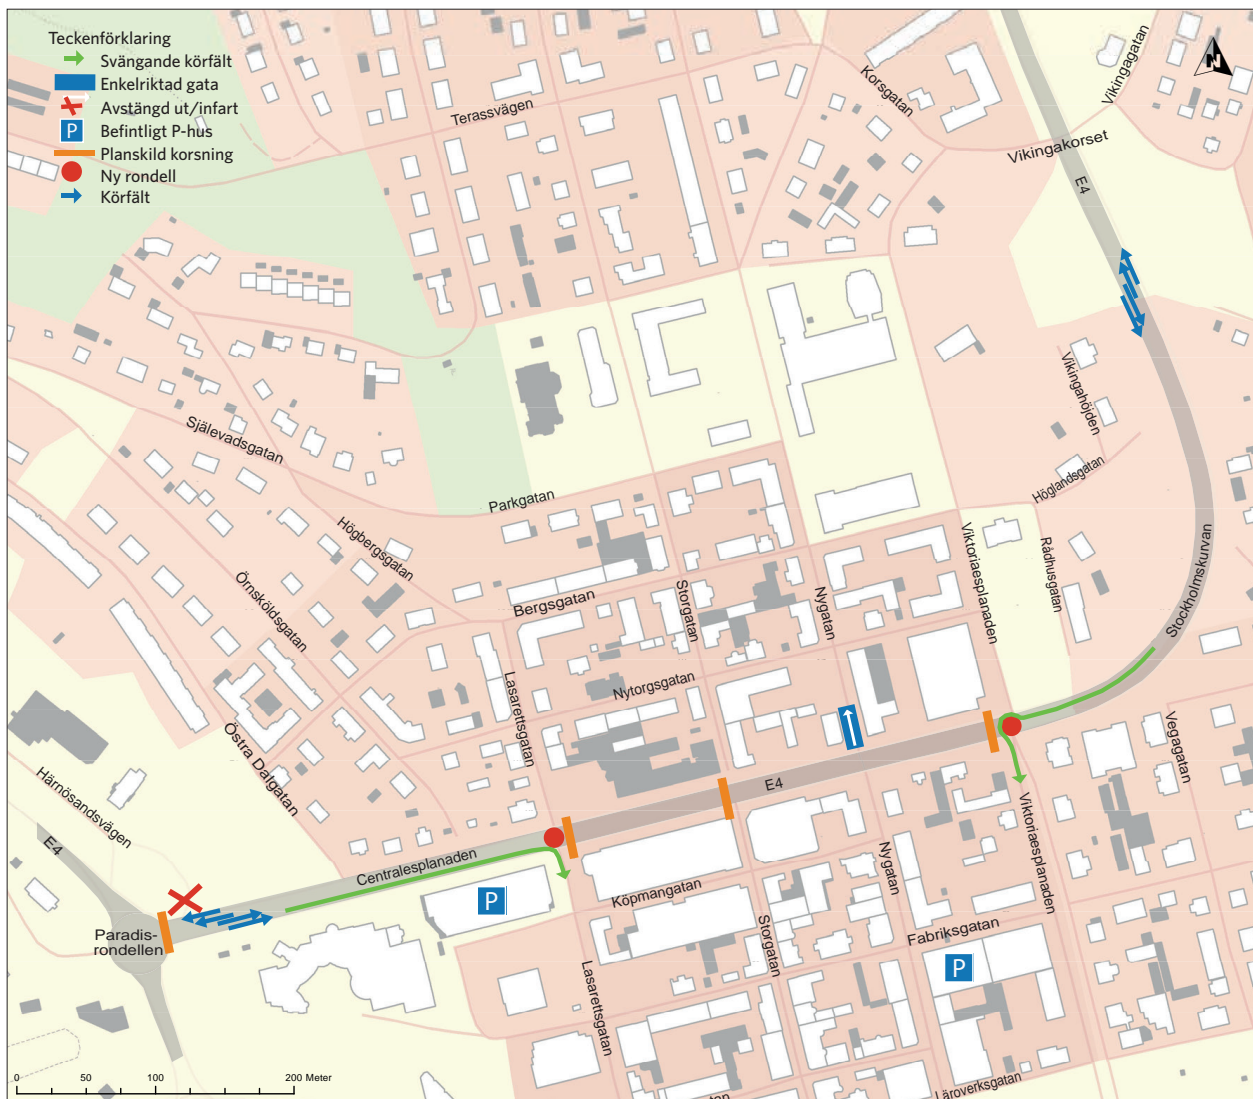 Teckenförklaring
Svängande körfält
Enkelriktad gata
Avstängd ut/infart
P
Befintligt P-hus
Planskild korsning
Ny rondell
Körfält
N
Terassvägen
Korsgatan
Vikingagatan
Vikingakorset
E4
Vikingahöjden
Höglandsgatan
Själevadsgatan
Parkgatan
Högbergsgatan
Örnsköldsgatan
Bergsgatan
Storgatan
Nygatan
Viktoriaesplanaden
Rådhusgatan
Stockholmskurvan
Lasarettsgatan
Nytorgsgatan
Östra Dalgatan
Vegagatan
Härnösandsvägen
E4
E4
Viktoriaesplanaden
Centralesplanaden
Nygatan
Köpmangatan
P
Storgatan
Fabriksgatan
Paradis-
rondellen
P
Lasarettsgatan
Läroverksgatan
gatan
0 50 100 200 Meter